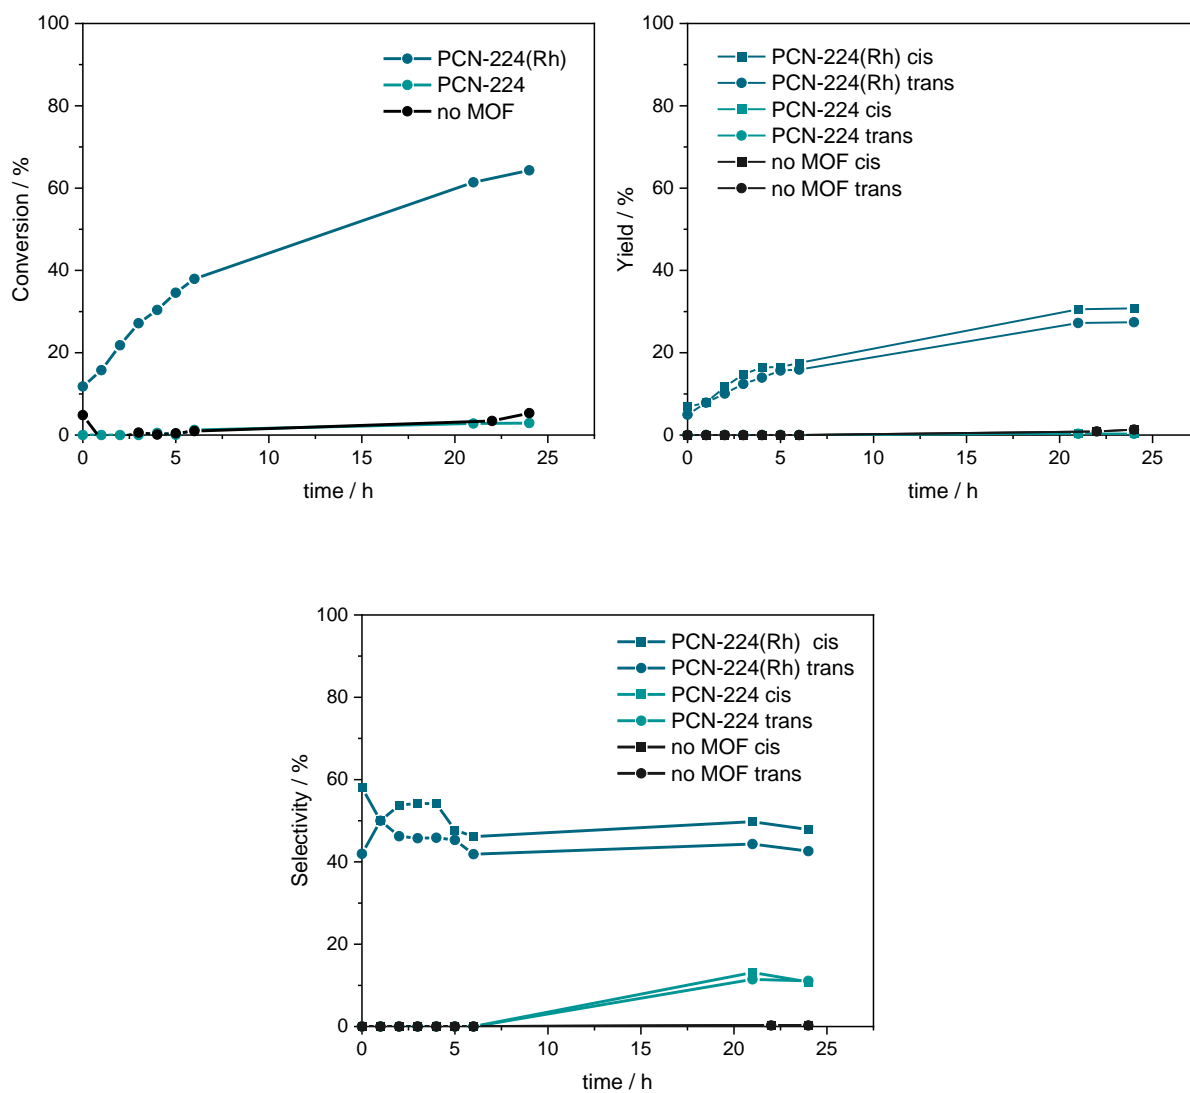 100
80
60
40
20
0
Conversion / %
PCN-224(Rh)
PCN-224
no MOF
0 5 10 15 20 25
time / h
100
80
60
40
20
0
Yield / %
PCN-224(Rh) cis
PCN-224(Rh) trans
PCN-224 cis
PCN-224 trans
no MOF cis
no MOF trans
0 5 10 15 20 25
time / h
100
80
60
40
20
0
Selectivity / %
PCN-224(Rh) cis
PCN-224(Rh) trans
PCN-224 cis
PCN-224 trans
no MOF cis
no MOF trans
0 5 10 15 20 25
time / h